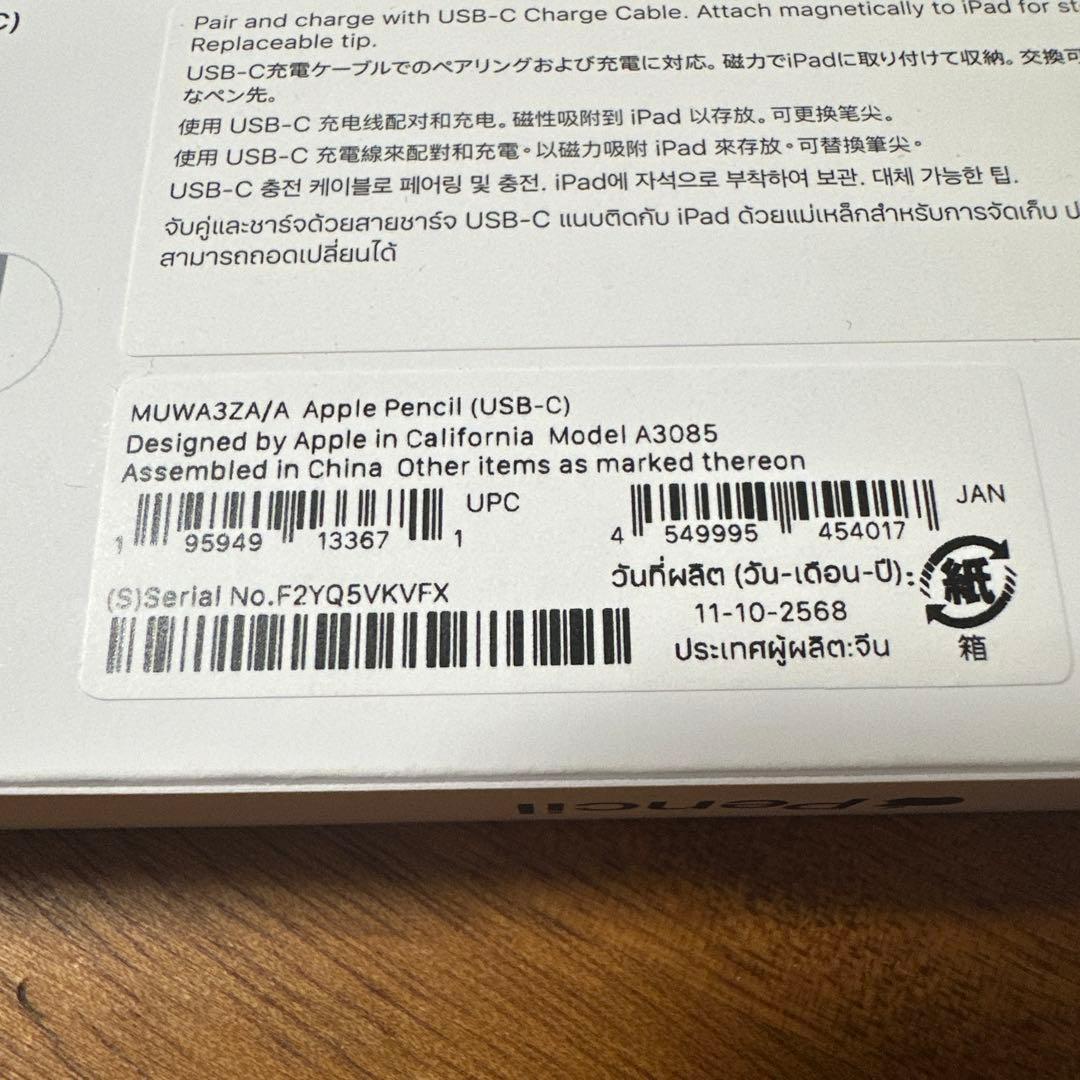 C)
Pair and charge with USB-C Charge Cable. Attach magnetically to iPad for
Replaceable tip.
USB-C充電ケーブルでのペアリングおよび充電に対応。磁力でiPadに取り付けて収納。交換可
なペン先。
使用 USB-C 充电线配对和充电。磁性吸附到 iPad 以存放。可更换笔尖。
使用 USB-C 充電線來配對和充電。以磁力吸附 iPad 來存放。可替換筆尖。
USB-C 충전 케이블로 페어링 및 충전. iPad에 자석으로 부착하여 보관. 대체 가능한 팁.
จับคู่และชาร์จด้วยสายชาร์จ USB-C แนบติดกับ iPad ด้วยแม่เหล็กสำหรับการจัดเก็บ
สามารถถอดเปลี่ยนได้
MUWA3ZA/A Apple Pencil (USB-C)
Designed by Apple in California Model A3085
Assembled in China Other items as marked thereon
UPC
1 95949 13367 1
JAN
4 549995 454017
(S)Serial No.F2YQ5VKVFX
วันที่ผลิต (วัน-เดือน-ปี):
11-10-2568
ประเทศผู้ผลิต:จีน
紙
箱
Pencil